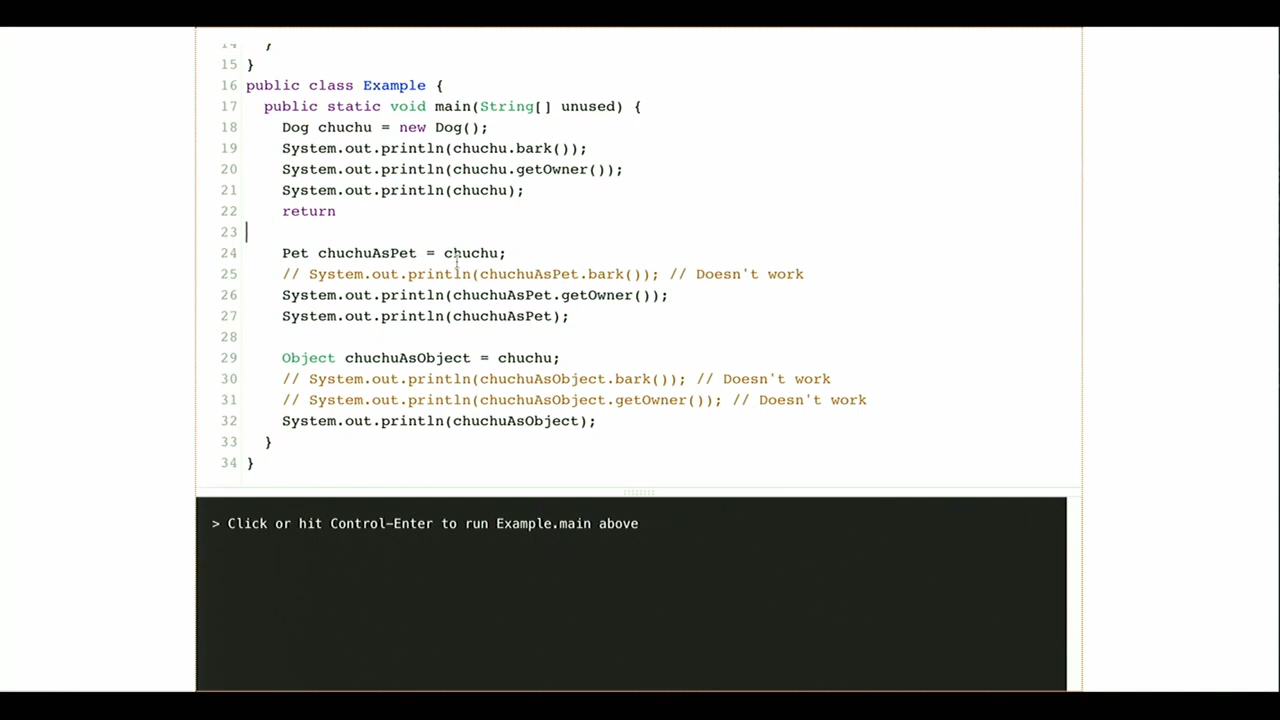 15 }
16 public class Example {
17 public static void main(String[] unused) {
18 Dog chuchu = new Dog();
19 System.out.println(chuchu.bark());
20 System.out.println(chuchu.getOwner());
21 System.out.println(chuchu);
22 return
23
24 Pet chuchuAsPet = chuchu;
25 // System.out.println(chuchuAsPet.bark()); // Doesn't work
26 System.out.println(chuchuAsPet.getOwner());
27 System.out.println(chuchuAsPet);
28
29 Object chuchuAsObject = chuchu;
30 // System.out.println(chuchuAsObject.bark()); // Doesn't work
31 // System.out.println(chuchuAsObject.getOwner()); // Doesn't work
32 System.out.println(chuchuAsObject);
33 }
34 }
> Click or hit Control-Enter to run Example.main above